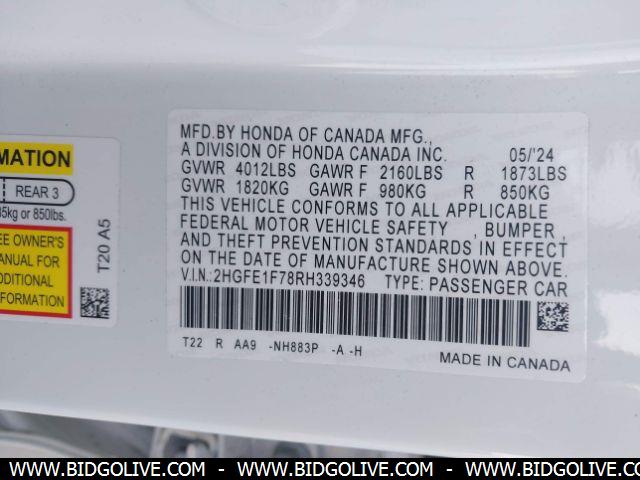 MATION
REAR 3
85kg or 850lbs.
EE OWNER'S
MANUAL FOR
ADDITIONAL
FORMATION
T20 A5
MFD.BY HONDA OF CANADA MFG.,
A DIVISION OF HONDA CANADA INC. 05/'24
GVWR 4012LBS GAWR F 2160LBS R 1873LBS
GVWR 1820KG GAWR F 980KG R 850KG
THIS VEHICLE CONFORMS TO ALL APPLICABLE
FEDERAL MOTOR VEHICLE SAFETY , BUMPER ,
AND THEFT PREVENTION STANDARDS IN EFFECT
ON THE DATE OF MANUFACTURE SHOWN ABOVE.
V.I.N.:2HGFE1F78RH339346 TYPE: PASSENGER CAR
T22 R AA9 -NH883P -A -H
MADE IN CANADA
WWW.BIDGOLIVE.COM - WWW.BIDGOLIVE.COM - WWW.BIDGOLIVE.COM